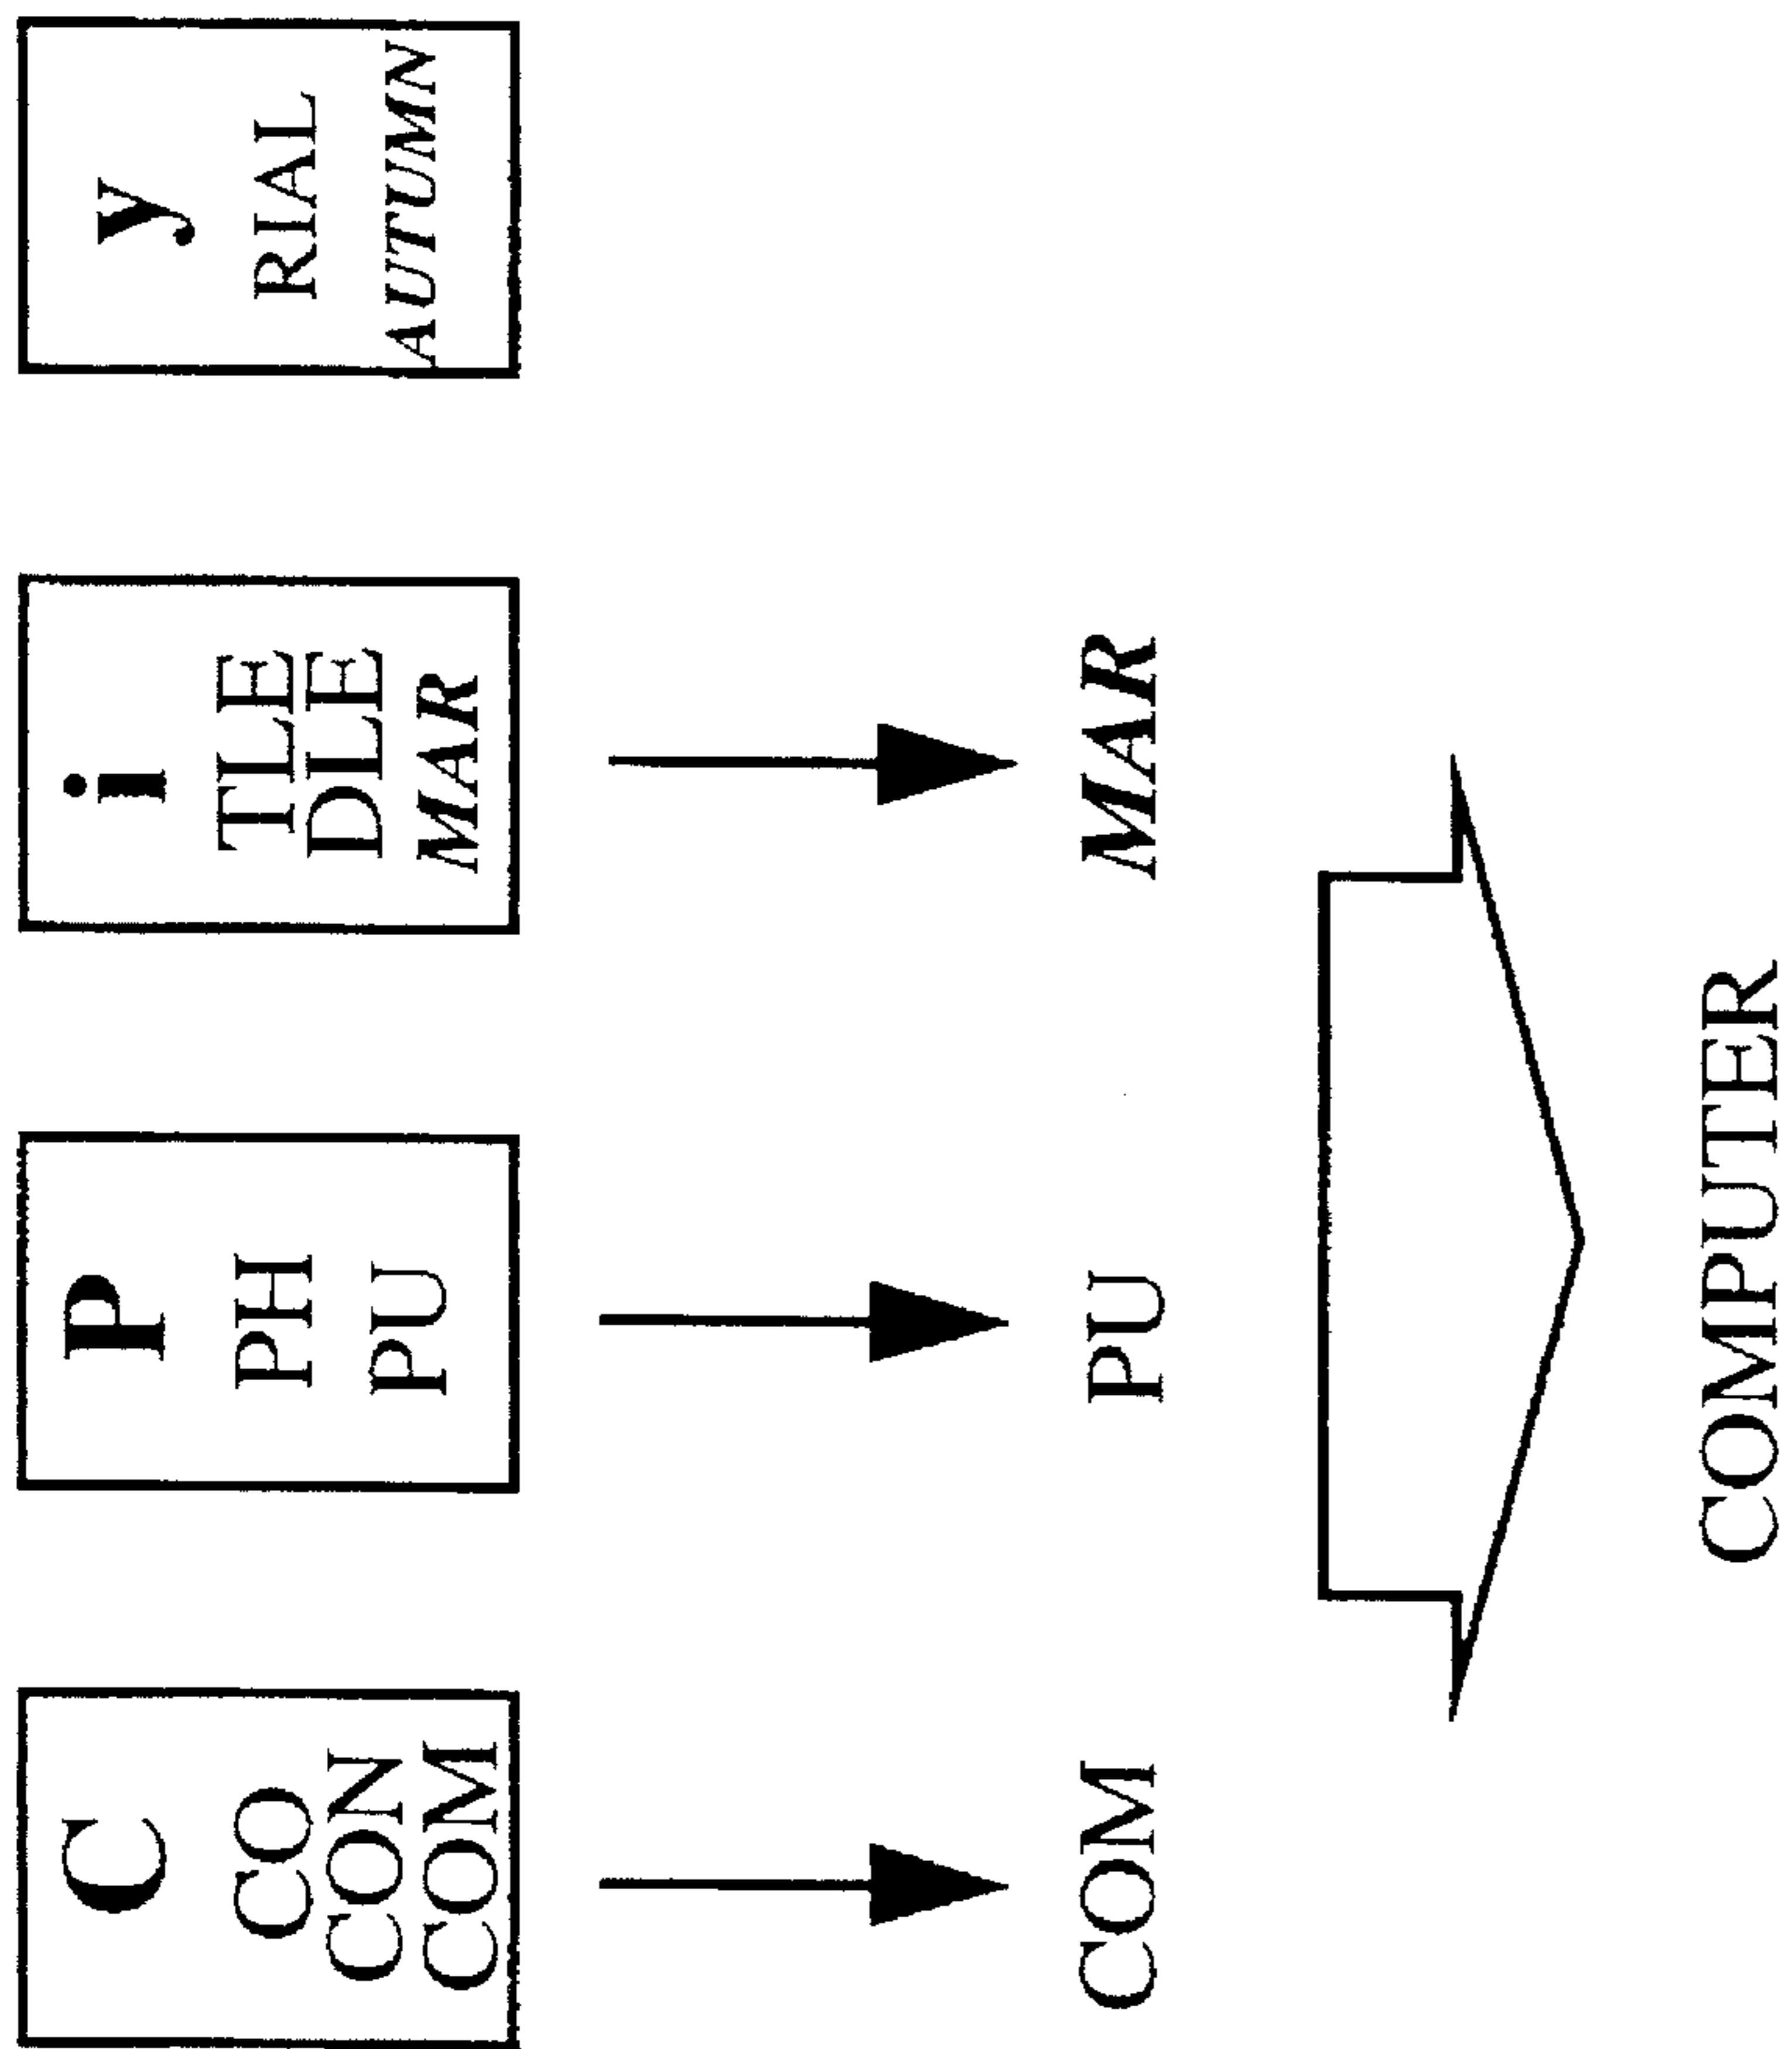 C
CO
CON
COM
P
PH
PU
i
TLE
DLE
MAR
y
RIAL
AUTUMN
COM
PU
MAR
COMPUTER